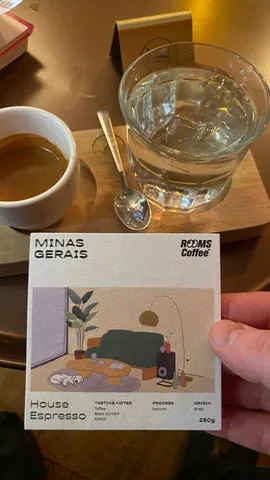 MINAS
GERAIS
ROOMS
Coffee
House
Espresso
TASTING NOTES
Toffee
Black Currant
Cocoa
PROCESS
Natural
ORIGIN
Brazil
250g